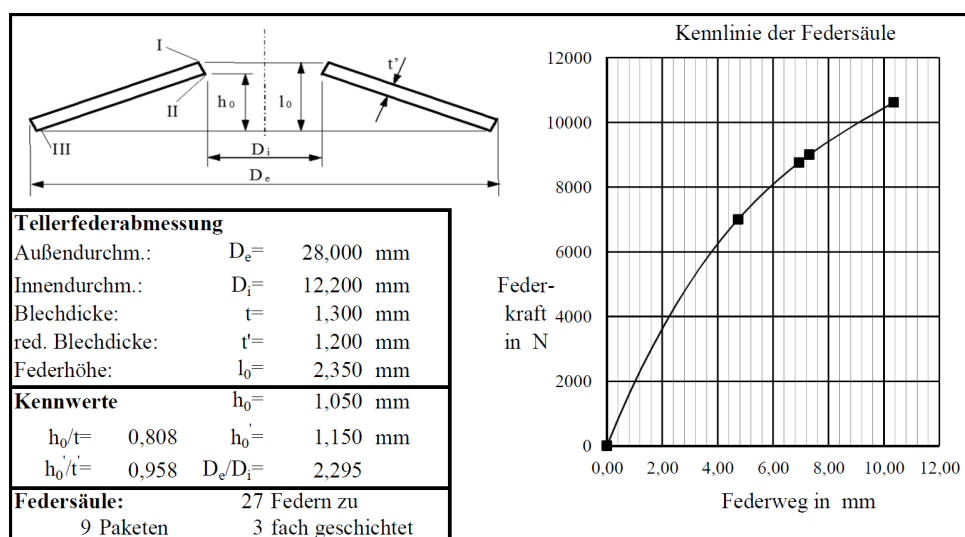 I
II
III
h₀
l₀
t'
Dᵢ
Dₑ
Tellerfederabmessung
Außendurchm.: Dₑ= 28,000 mm
Innendurchm.: Dᵢ= 12,200 mm
Blechdicke: t= 1,300 mm
red. Blechdicke: t'= 1,200 mm
Federhöhe: l₀= 2,350 mm
Kennwerte h₀= 1,050 mm
h₀/t= 0,808 h₀'= 1,150 mm
h₀'/t'= 0,958 Dₑ/Dᵢ= 2,295
Federsäule: 27 Federn zu
9 Paketen 3 fach geschichtet
Kennlinie der Federsäule
12000
10000
8000
6000
4000
2000
0
Feder-
kraft
in N
0,00 2,00 4,00 6,00 8,00 10,00 12,00
Federweg in mm